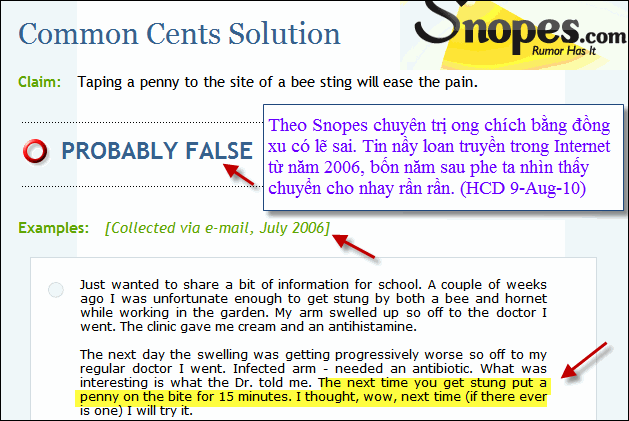 Common Cents Solution
Snopes.com
Rumor Has It
Claim: Taping a penny to the site of a bee sting will ease the pain.
PROBABLY FALSE
Theo Snopes chuyên trị ong chích bằng đồng
xu có lẽ sai. Tin nầy loan truyền trong Internet
từ năm 2006, bốn năm sau phe ta nhìn thấy
chuyển cho nhay rần rần. (HCD 9-Aug-10)
Examples: [Collected via e-mail, July 2006]
Just wanted to share a bit of information for school. A couple of weeks
ago I was unfortunate enough to get stung by both a bee and hornet
while working in the garden. My arm swelled up so off to the doctor I
went. The clinic gave me cream and an antihistamine.
The next day the swelling was getting progressively worse so off to my
regular doctor I went. Infected arm - needed an antibiotic. What was
interesting is what the Dr. told me. The next time you get stung put a
penny on the bite for 15 minutes. I thought, wow, next time (if there ever
is one) I will try it.